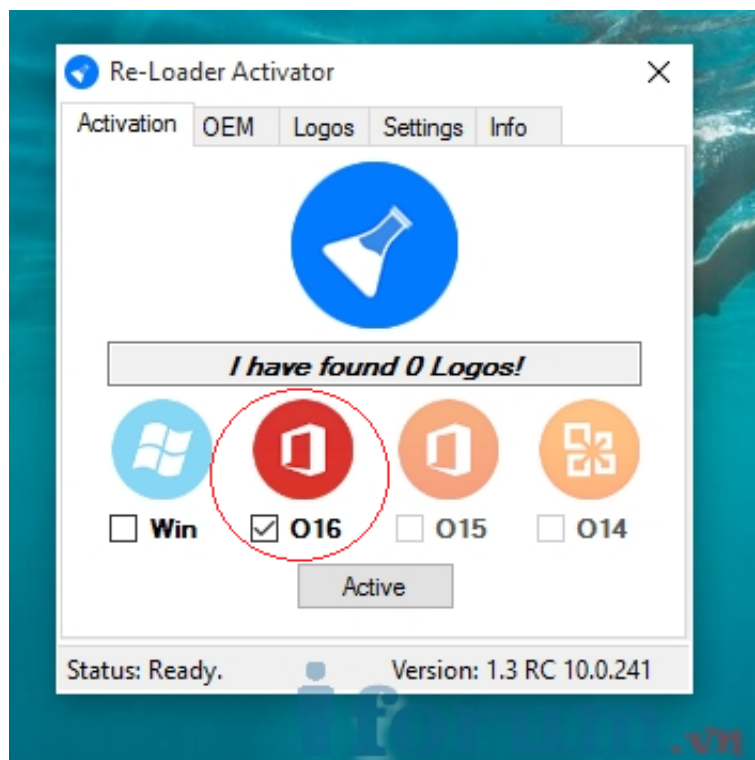 Re-Loader Activator
Activation OEM Logos Settings Info
I have found 0 Logos!
Win O16 O15 O14
Active
Status: Ready. Version: 1.3 RC 10.0.241
.vn